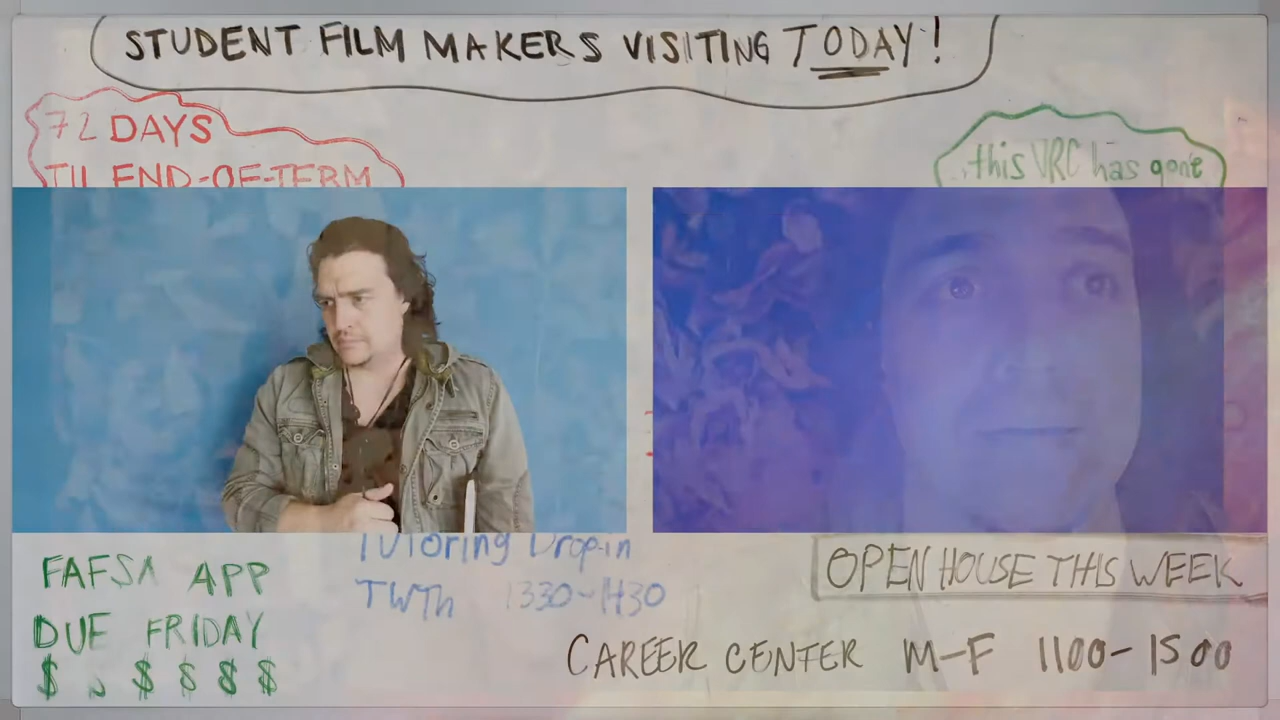 STUDENT FILM MAKERS VISITING TODAY!
72 DAYS
TIL END-OF-TERM
this VRC has gone
FAFSA APP
DUE FRIDAY
$ $ $ $ $ $
Tutoring Drop-in
TWTh 1330-1430
OPEN HOUSE THIS WEEK
CAREER CENTER M-F 1100-1500